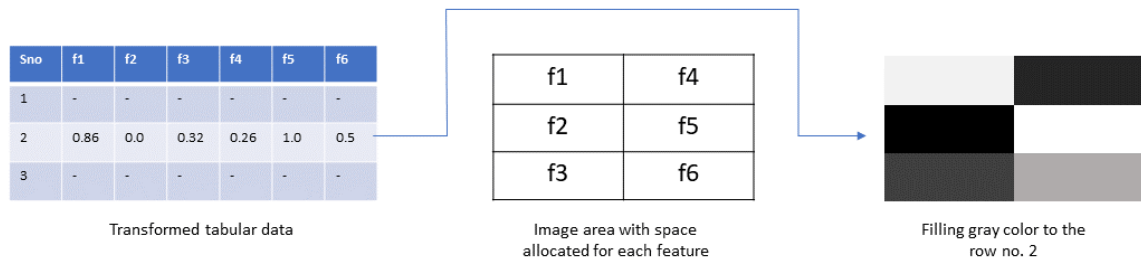 Sno f1 f2 f3 f4 f5 f6
1 - - - - - -
2 0.86 0.0 0.32 0.26 1.0 0.5
3 - - - - - -
Transformed tabular data
f1 f4
f2 f5
f3 f6
Image area with space
allocated for each feature
Filling gray color to the
row no. 2